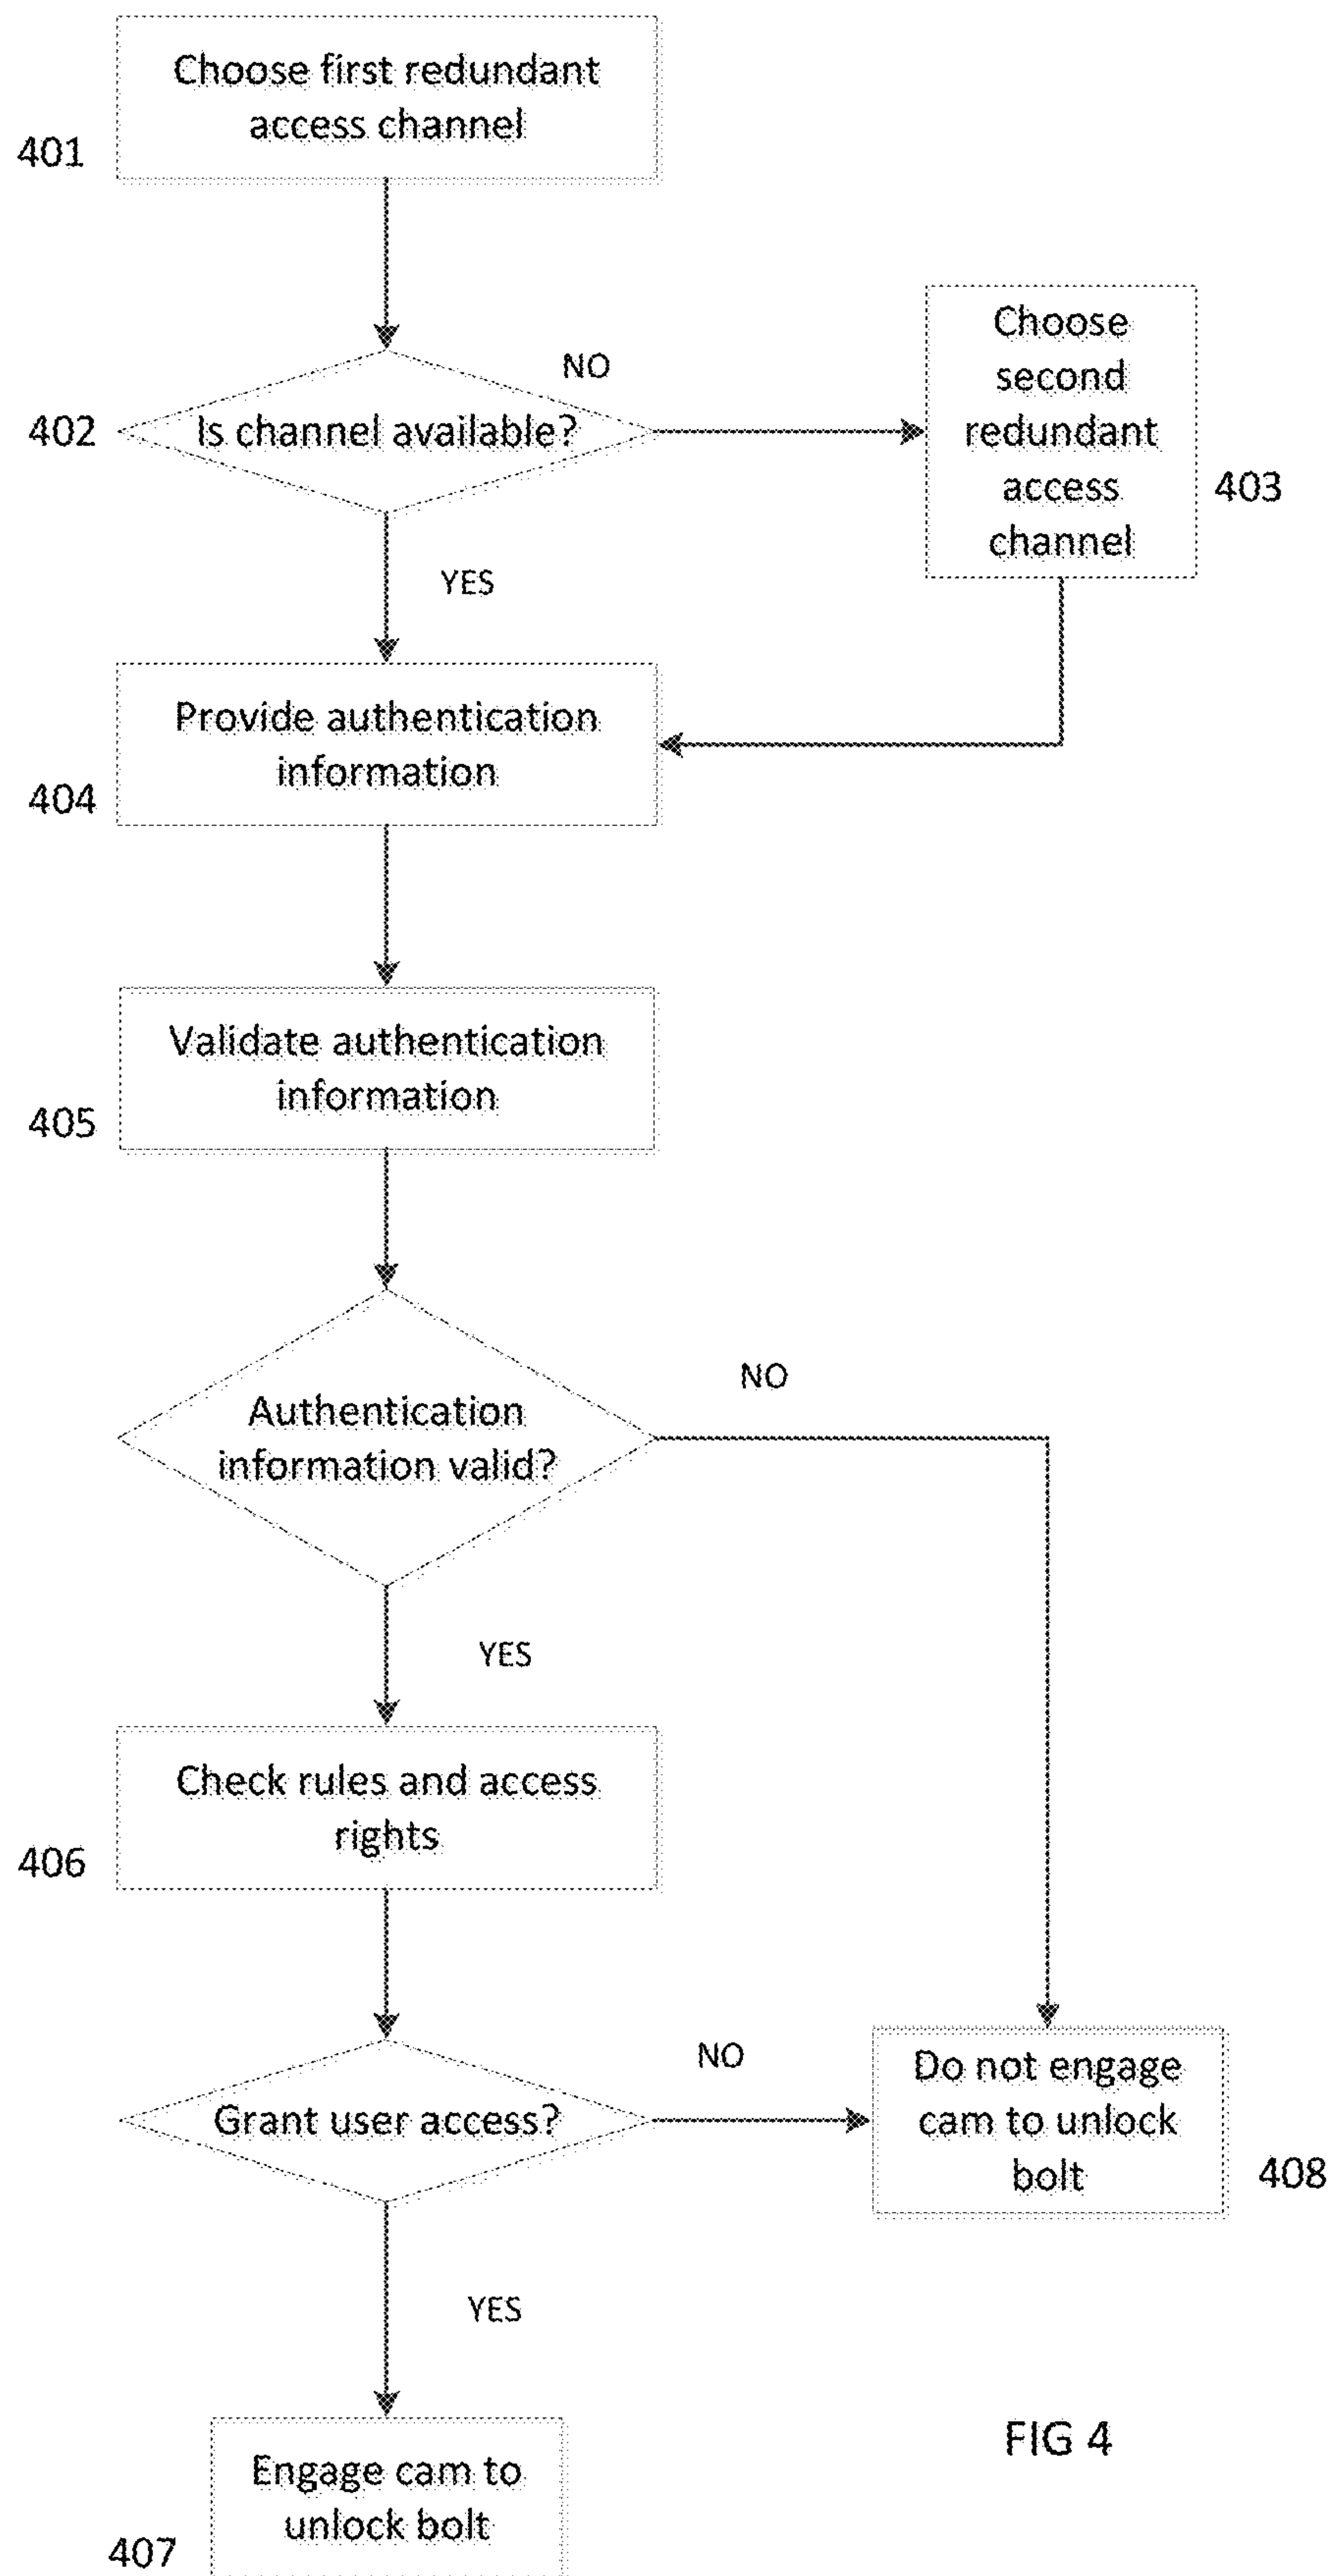 Choose first redundant
access channel
401
NO
402
Is channel available?
Choose
second
redundant
access
channel
403
YES
Provide authentication
information
404
Validate authentication
information
405
NO
Authentication
information valid?
YES
Check rules and access
rights
406
NO
Grant user access?
Do not engage
cam to unlock
bolt
408
YES
FIG 4
Engage cam to
unlock bolt
407